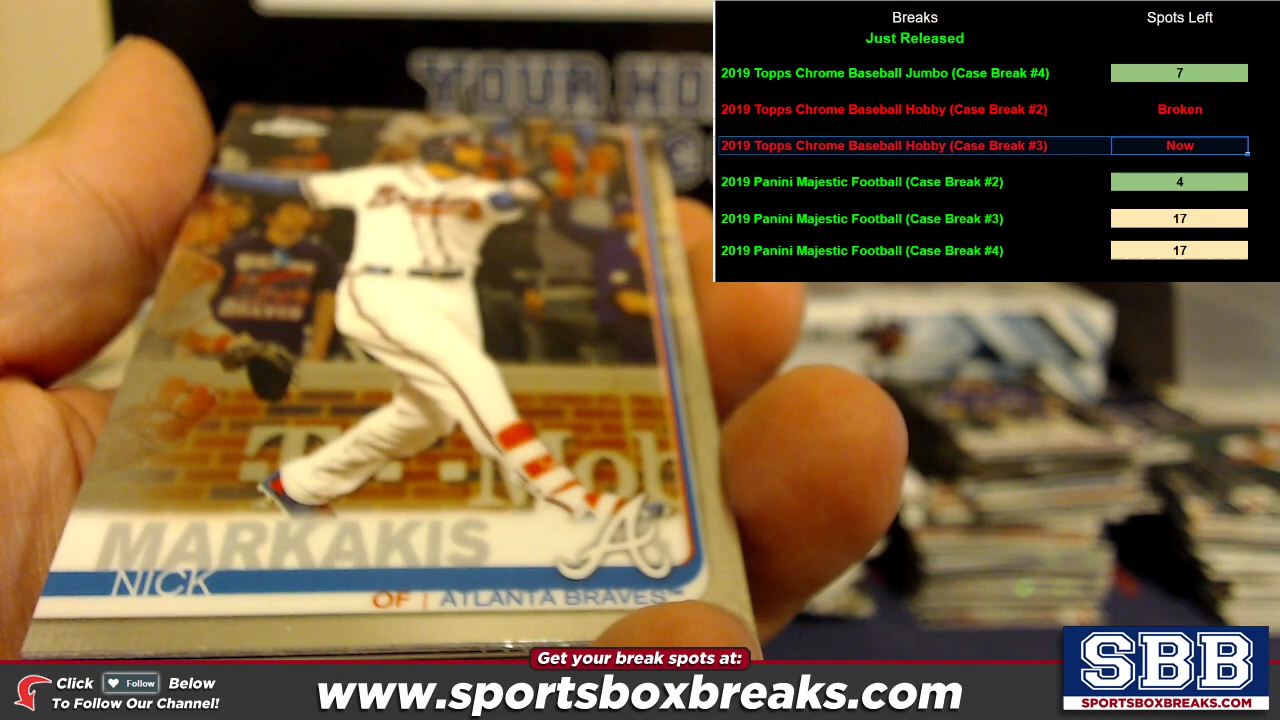 Breaks Spots Left
Just Released
2019 Topps Chrome Baseball Jumbo (Case Break #4) 7
2019 Topps Chrome Baseball Hobby (Case Break #2) Broken
2019 Topps Chrome Baseball Hobby (Case Break #3) Now
2019 Panini Majestic Football (Case Break #2) 4
2019 Panini Majestic Football (Case Break #3) 17
2019 Panini Majestic Football (Case Break #4) 17
YOUR HO
Braves
T Mob
MARKAKIS
NICK
A
OF | ATLANTA BRAVES™
Get your break spots at:
Click Follow Below
To Follow Our Channel!
www.sportsboxbreaks.com
SBB
SPORTSBOXBREAKS.COM